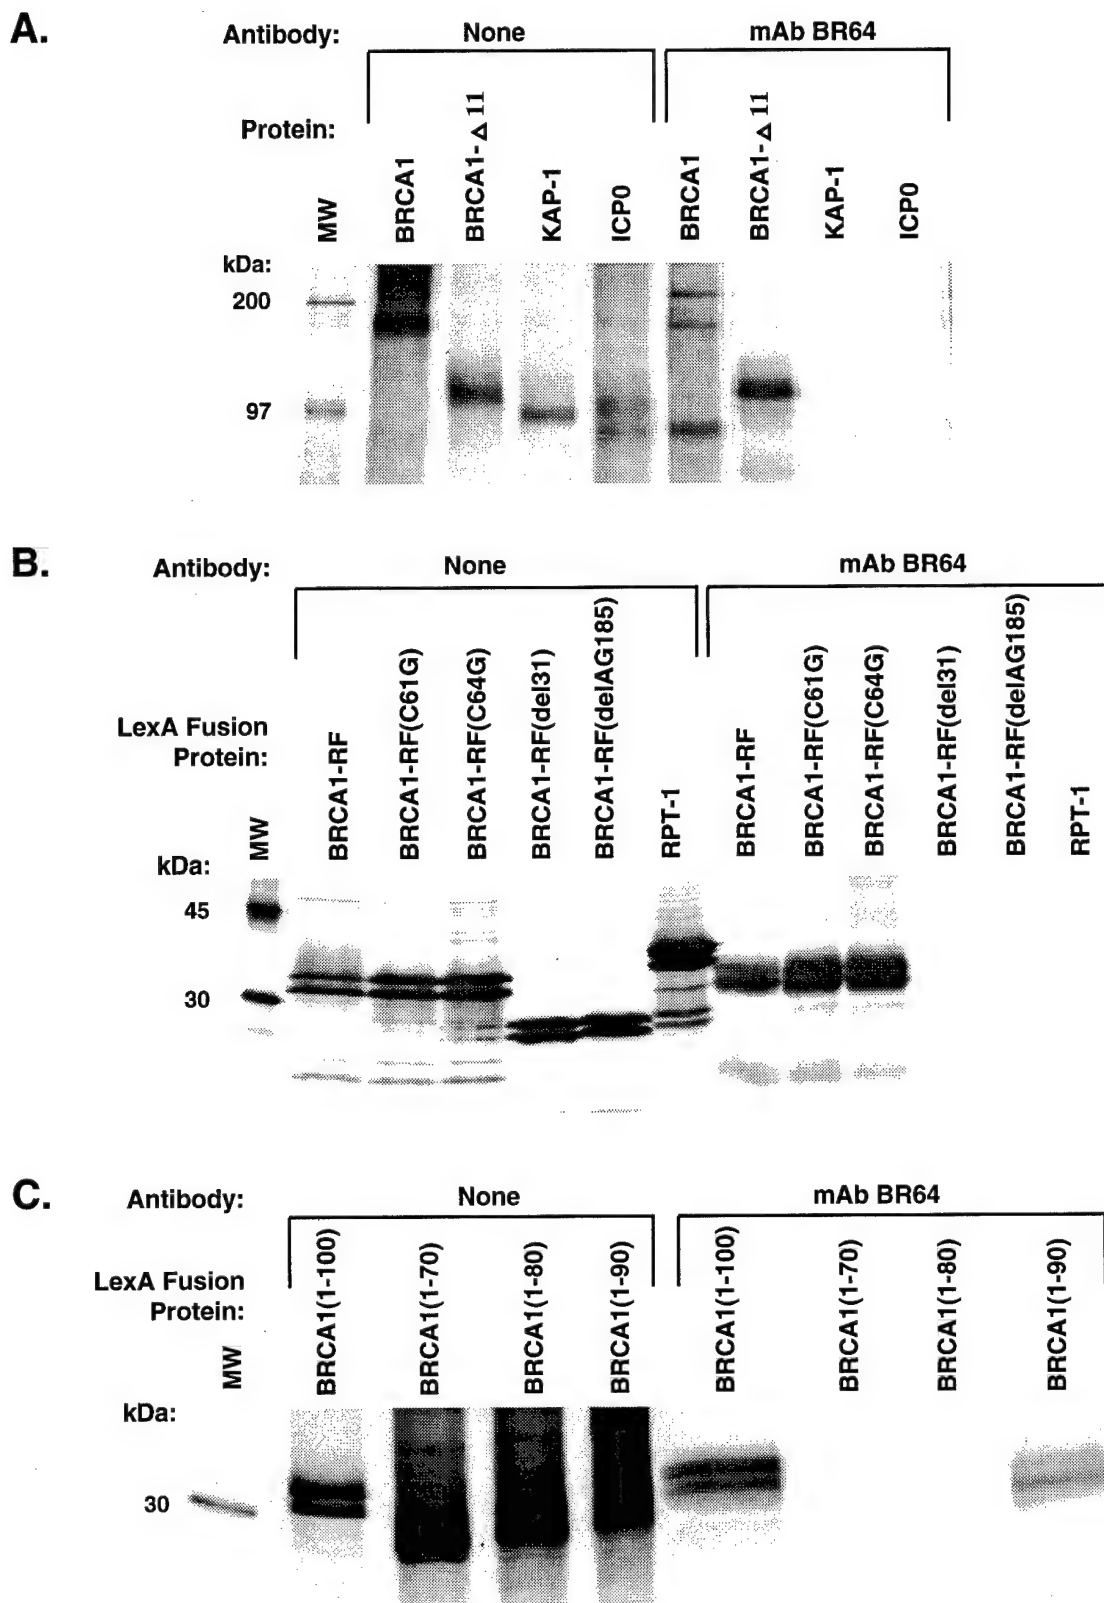 A.
Antibody: None mAb BR64
Protein:
MW BRCA1 BRCA1-Δ11 KAP-1 ICP0 BRCA1 BRCA1-Δ11 KAP-1 ICP0
kDa:
200
97
B.
Antibody: None mAb BR64
LexA Fusion
Protein:
MW BRCA1-RF BRCA1-RF(C61G) BRCA1-RF(C64G) BRCA1-RF(del31) BRCA1-RF(delAG185) RPT-1 BRCA1-RF BRCA1-RF(C61G) BRCA1-RF(C64G) BRCA1-RF(del31) BRCA1-RF(delAG185) RPT-1
kDa:
45
30
C.
Antibody: None mAb BR64
LexA Fusion
Protein:
MW BRCA1(1-100) BRCA1(1-70) BRCA1(1-80) BRCA1(1-90) BRCA1(1-100) BRCA1(1-70) BRCA1(1-80) BRCA1(1-90)
kDa:
30